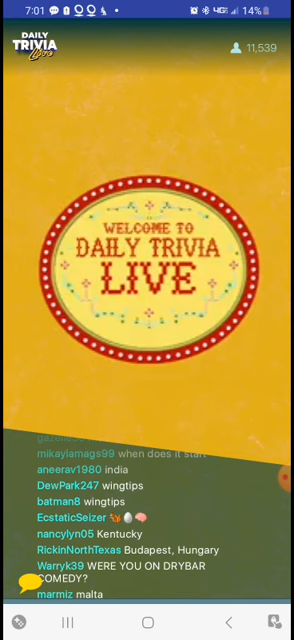 7:01
4G
14%
DAILY
TRIVIA
Live
11,539
WELCOME TO
DAILY TRIVIA
LIVE
mikaylamags99 when does it start
aneerav1980 india
DewPark247 wingtips
batman8 wingtips
EcstaticSeizer
nancylyn05 Kentucky
RickinNorthTexas Budapest, Hungary
Warryk39 WERE YOU ON DRYBAR
COMEDY?
marmiz malta